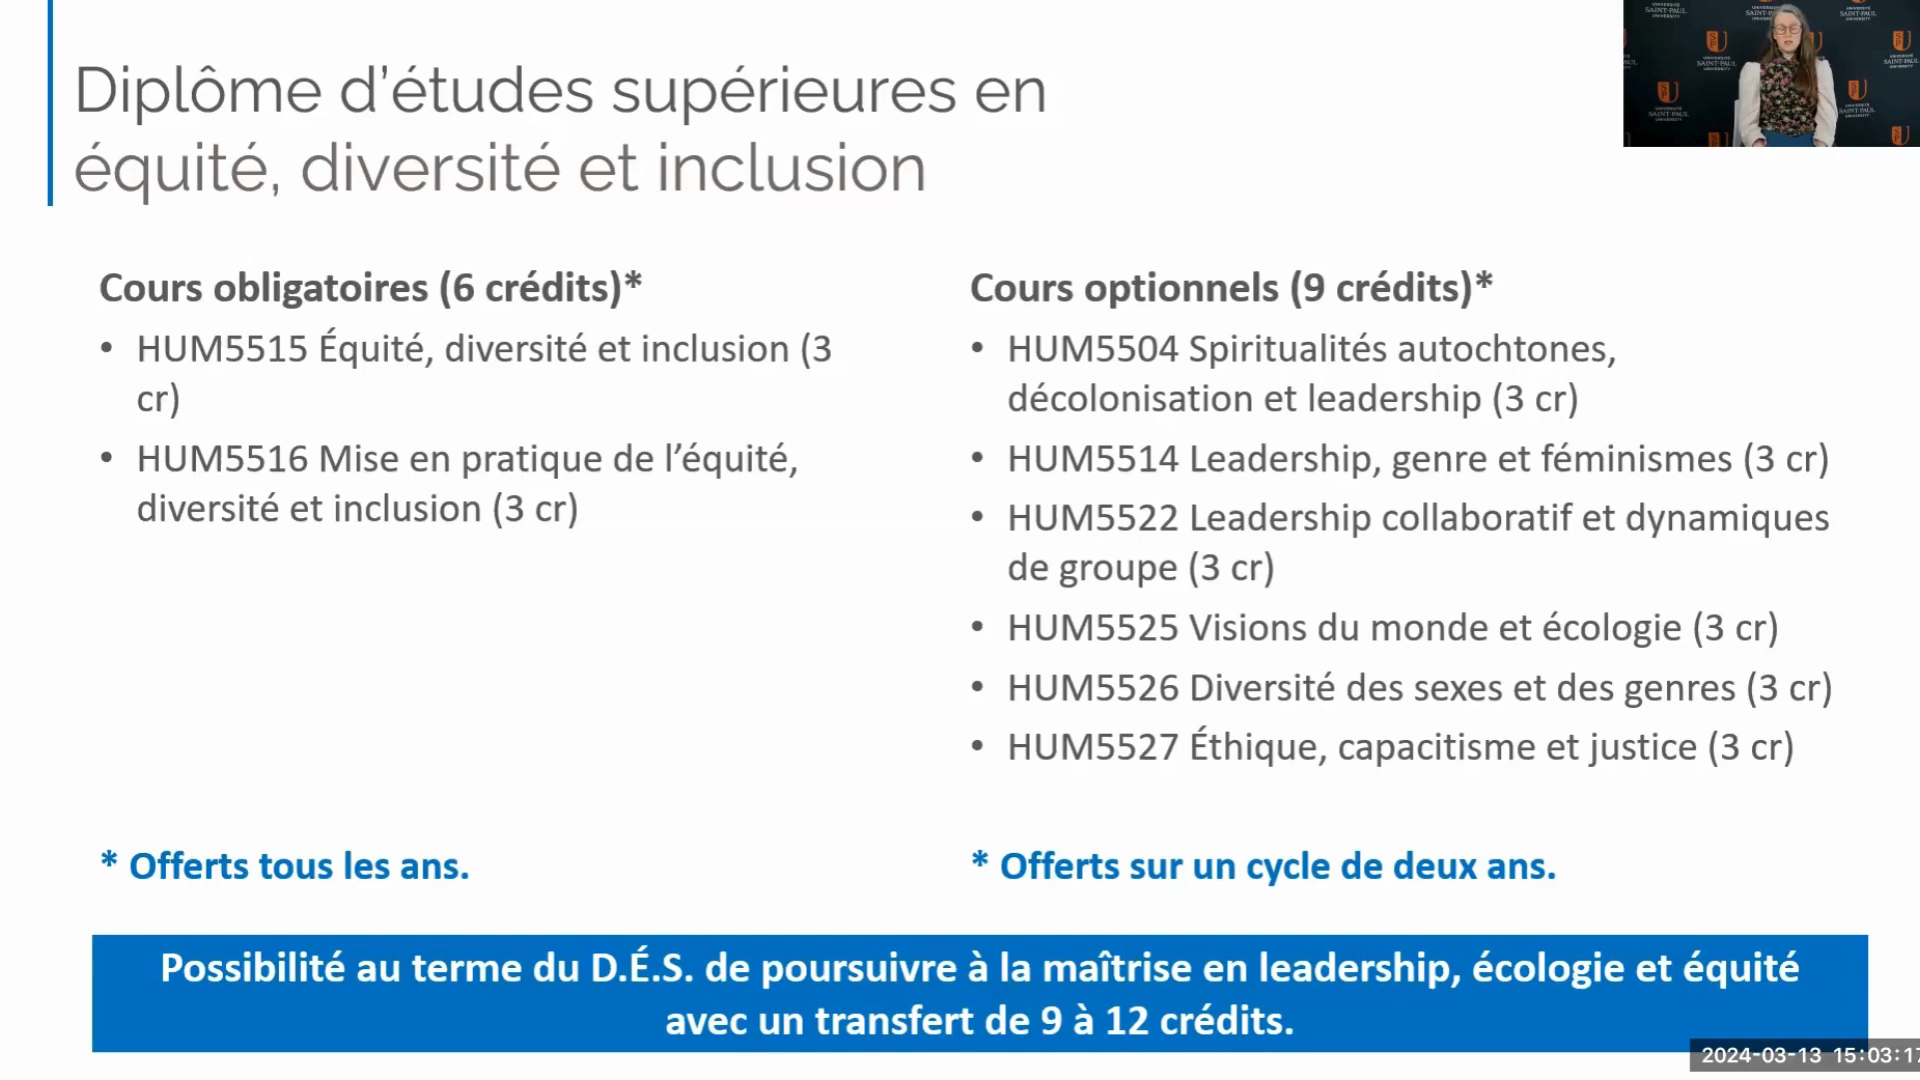 Diplôme d’études supérieures en
équité, diversité et inclusion
Cours obligatoires (6 crédits)*
• HUM5515 Équité, diversité et inclusion (3
cr)
• HUM5516 Mise en pratique de l’équité,
diversité et inclusion (3 cr)
* Offerts tous les ans.
Cours optionnels (9 crédits)*
• HUM5504 Spiritualités autochtones,
décolonisation et leadership (3 cr)
• HUM5514 Leadership, genre et féminismes (3 cr)
• HUM5522 Leadership collaboratif et dynamiques
de groupe (3 cr)
• HUM5525 Visions du monde et écologie (3 cr)
• HUM5526 Diversité des sexes et des genres (3 cr)
• HUM5527 Éthique, capacitisme et justice (3 cr)
* Offerts sur un cycle de deux ans.
Possibilité au terme du D.É.S. de poursuivre à la maîtrise en leadership, écologie et équité
avec un transfert de 9 à 12 crédits.
UNIVERSITÉ
SAINT-PAUL
UNIVERSITY
2024-03-13 15:03:17